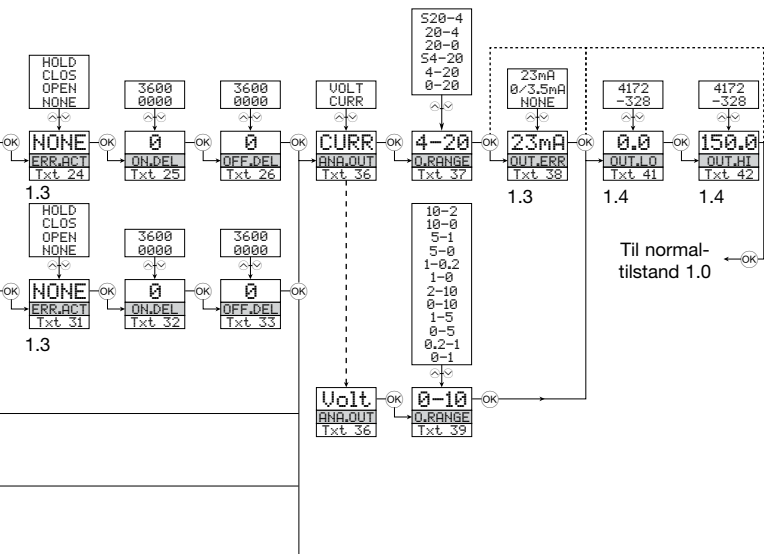 S20-4
20-4
20-0
S4-20
4-20
0-20
HOLD
CLOS
OPEN
NONE
3600
0000
3600
0000
VOLT
CURR
23mA
0/3.5mA
NONE
4172
-328
4172
-328
OK
NONE
ERR.ACT
Txt 24
OK
0
ON.DEL
Txt 25
OK
0
OFF.DEL
Txt 26
OK
CURR
ANA.OUT
Txt 36
OK
4-20
O.RANGE
Txt 37
OK
23mA
OUT.ERR
Txt 38
OK
0.0
OUT.LO
Txt 41
OK
150.0
OUT.HI
Txt 42
1.3
1.3
1.4
1.4
HOLD
CLOS
OPEN
NONE
3600
0000
3600
0000
10-2
10-0
5-1
5-0
1-0.2
1-0
2-10
0-10
1-5
0-5
0.2-1
0-1
Til normal-
tilstand 1.0
OK
OK
NONE
ERR.ACT
Txt 31
OK
0
ON.DEL
Txt 32
OK
0
OFF.DEL
Txt 33
OK
1.3
Volt
ANA.OUT
Txt 36
OK
0-10
O.RANGE
Txt 39
OK